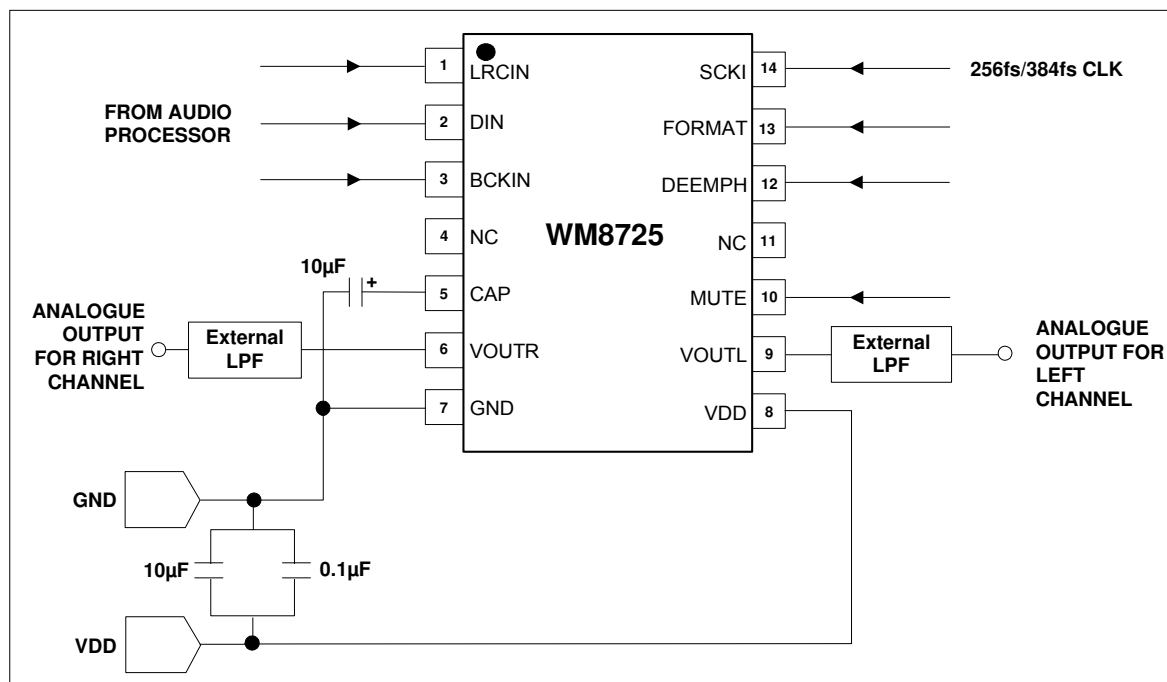 1
LRCIN
SCKI
14
256fs/384fs CLK
FROM AUDIO
PROCESSOR
2
DIN
FORMAT
13
3
BCKIN
DEEMPH
12
4
NC
WM8725
NC
11
10µF
+
5
CAP
MUTE
10
ANALOGUE
OUTPUT
FOR RIGHT
CHANNEL
External
LPF
6
VOUTR
VOUTL
9
External
LPF
ANALOGUE
OUTPUT FOR
LEFT
CHANNEL
7
GND
VDD
8
GND
10µF
0.1µF
VDD